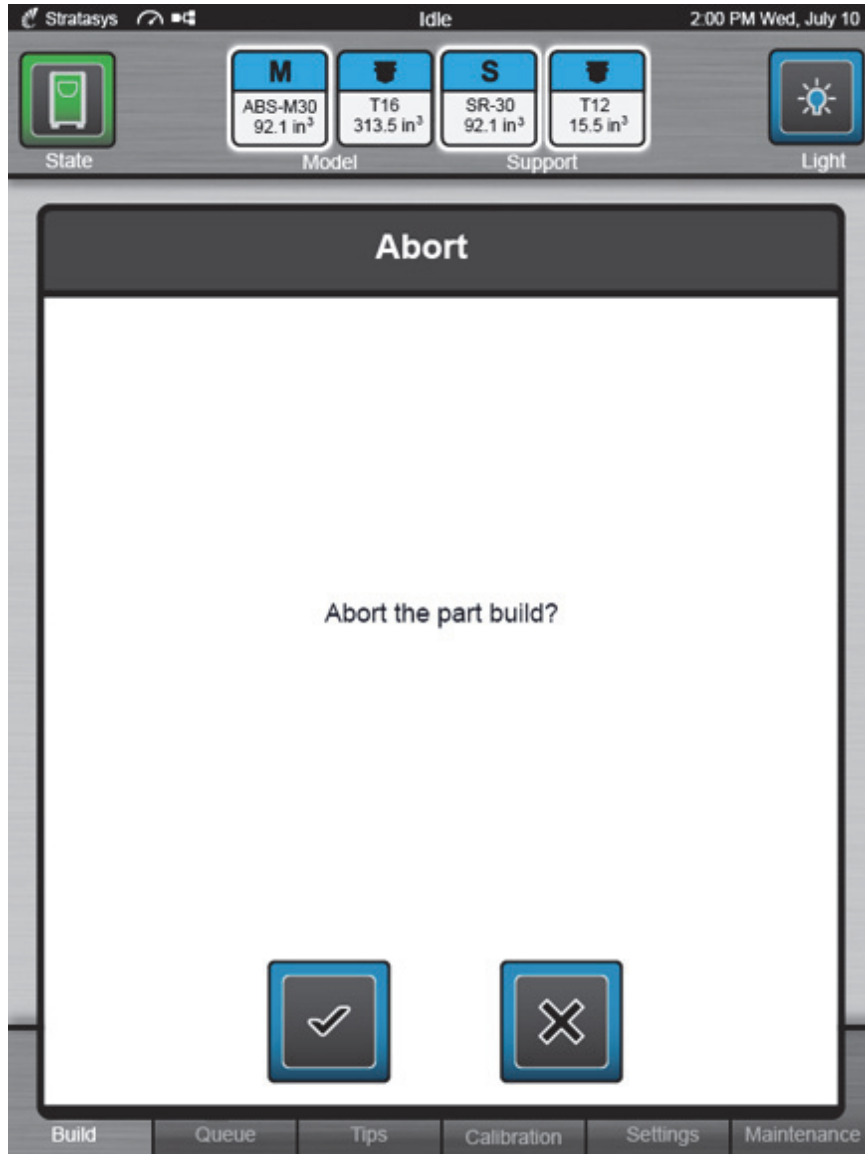 Stratasys Idle 2:00 PM Wed, July 10
M S
ABS-M30 T16 SR-30 T12
92.1 in³ 313.5 in³ 92.1 in³ 15.5 in³
State Model Support Light
Abort
Abort the part build?
Build Queue Tips Calibration Settings Maintenance